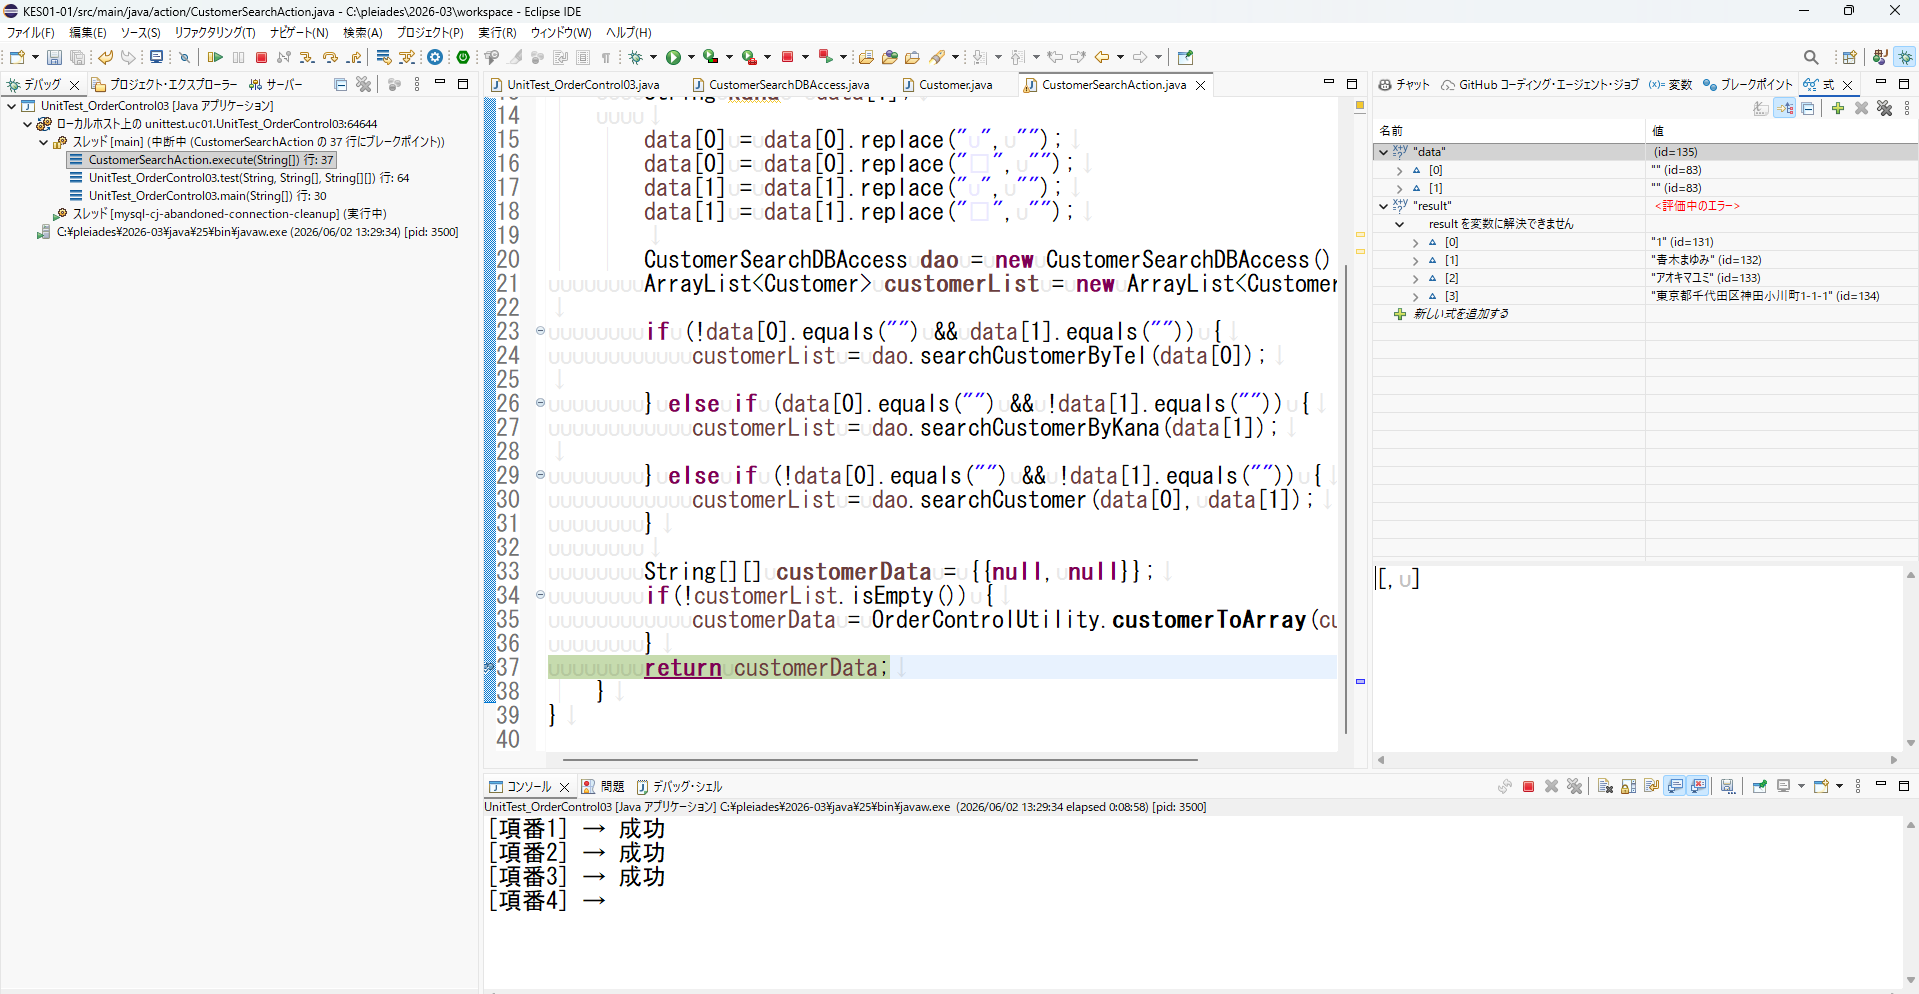 KES01-01/src/main/java/action/CustomerSearchAction.java - C:\pleiades\2026-03\workspace - Eclipse IDE
ファイル(F) 編集(E) ソース(S) リファクタリング(T) ナビゲート(N) 検索(A) プロジェクト(P) 実行(R) ウィンドウ(W) ヘルプ(H)
デバッグ プロジェクト・エクスプローラー サーバー
UnitTest_OrderControl03 [Java アプリケーション]
ローカルホスト上の unittest.uc01.UnitTest_OrderControl03:64644
スレッド [main] (中断中 (CustomerSearchAction の 37 行にブレークポイント))
CustomerSearchAction.execute(String[]) 行: 37
UnitTest_OrderControl03.test(String, String[], String[][]) 行: 64
UnitTest_OrderControl03.main(String[]) 行: 30
スレッド [mysql-cj-abandoned-connection-cleanup] (実行中)
C:¥pleiades¥2026-03¥java¥25¥bin¥javaw.exe (2026/06/02 13:29:34) [pid: 3500]
UnitTest_OrderControl03.java CustomerSearchDBAccess.java Customer.java CustomerSearchAction.java
14
15 data[0] = data[0].replace(" ", "");
16 data[0] = data[0].replace("□", "");
17 data[1] = data[1].replace(" ", "");
18 data[1] = data[1].replace("□", "");
19
20 CustomerSearchDBAccess dao = new CustomerSearchDBAccess()
21 ArrayList<Customer> customerList = new ArrayList<Customer
22
23 if (!data[0].equals("") && data[1].equals("")) {
24 customerList = dao.searchCustomerByTel(data[0]);
25
26 } else if (data[0].equals("") && !data[1].equals("")) {
27 customerList = dao.searchCustomerByKana(data[1]);
28
29 } else if (!data[0].equals("") && !data[1].equals("")) {
30 customerList = dao.searchCustomer(data[0], data[1]);
31 }
32
33 String[][] customerData = {{null, null}};
34 if(!customerList.isEmpty()) {
35 customerData = OrderControlUtility.customerToArray(cu
36 }
37 return customerData;
38 }
39 }
40
チャット GitHub コーディング・エージェント・ジョブ 変数 ブレークポイント 式
名前 値
"data" (id=135)
[0] "" (id=83)
[1] "" (id=83)
"result" <評価中のエラー>
result を変数に解決できません
[0] "1" (id=131)
[1] "青木まゆみ" (id=132)
[2] "アオキマユミ" (id=133)
[3] "東京都千代田区神田小川町1-1-1" (id=134)
新しい式を追加する
[, ]
コンソール 問題 デバッグ・シェル
UnitTest_OrderControl03 [Java アプリケーション] C:¥pleiades¥2026-03¥java¥25¥bin¥javaw.exe (2026/06/02 13:29:34 elapsed 0:08:58) [pid: 3500]
[項番1] → 成功
[項番2] → 成功
[項番3] → 成功
[項番4] →